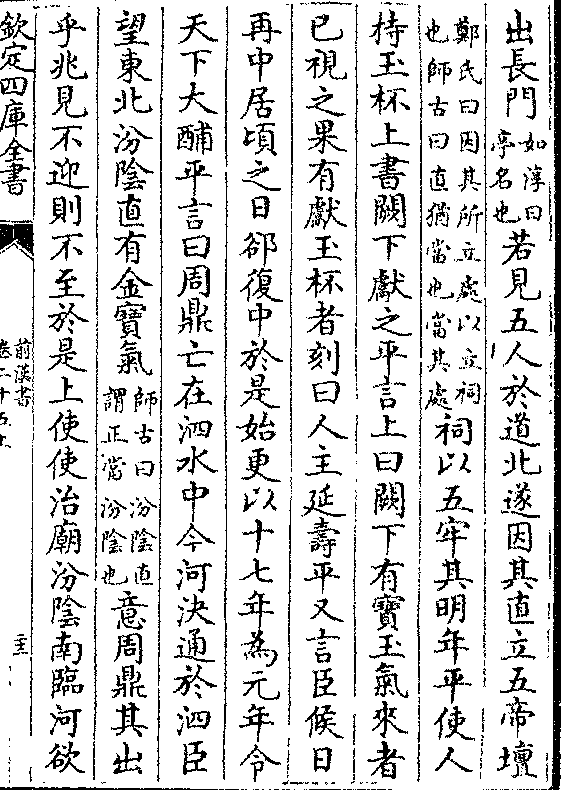 出長門如淳曰亭名也若見五人於道北遂因其直立五帝壇
鄭氏曰因其所立處以立祠也師古曰直猶當也當其處祠以五牢其明年平使人
持玉杯上書闕下獻之平言上曰闕下有寶玉氣來者
已視之果有獻玉杯者刻曰人主延壽平又言臣候日
再中居頃之日郤復中於是始更以十七年為元年令
天下大酺平言曰周鼎亡在泗水中今河決通於泗臣
望東北汾陰直有金寶氣師古曰汾陰直謂正當汾陰也意周鼎其出
乎兆見不迎則不至於是上使使治廟汾陰南臨河欲
欽定四庫全書
前漢書
卷二十五上